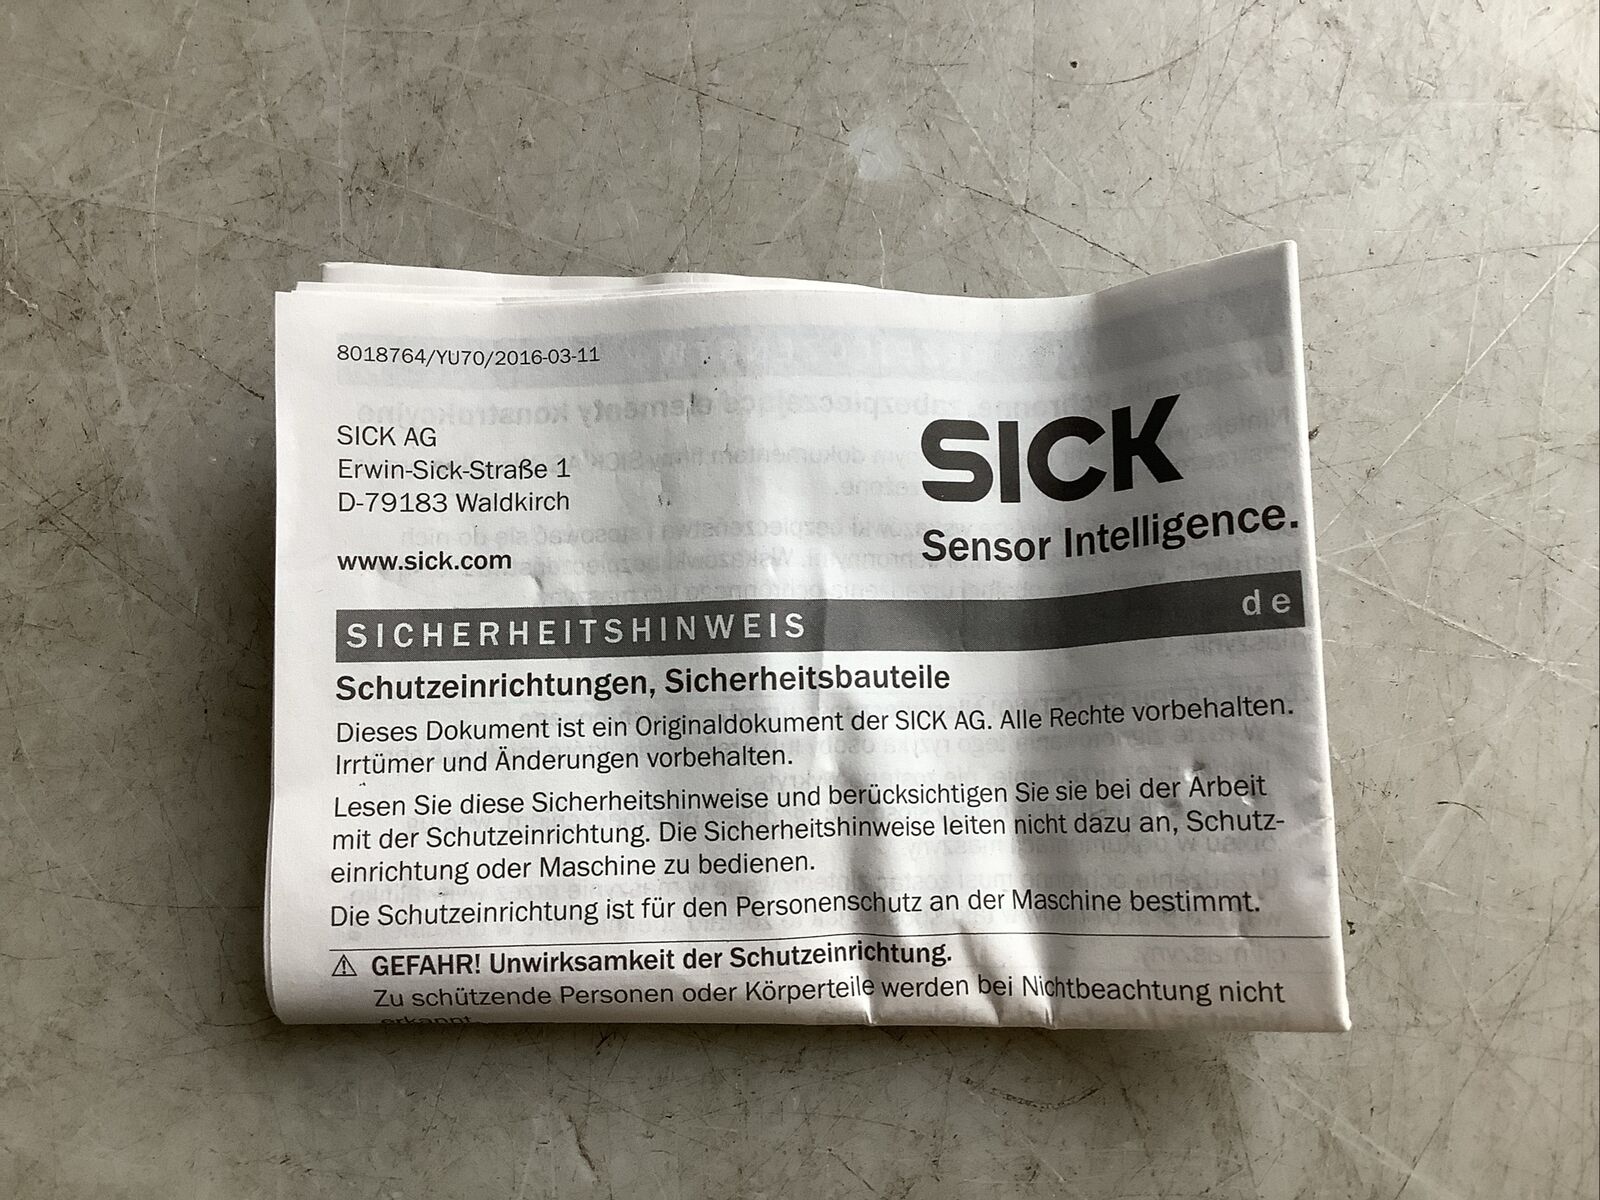 8018764/YU70/2016-03-11
SICK AG
Erwin-Sick-Straße 1
D-79183 Waldkirch
www.sick.com
SICK
Sensor Intelligence.
SICHERHEITSHINWEIS de
Schutzeinrichtungen, Sicherheitsbauteile
Dieses Dokument ist ein Originaldokument der SICK AG. Alle Rechte vorbehalten.
Irrtümer und Änderungen vorbehalten.
Lesen Sie diese Sicherheitshinweise und berücksichtigen Sie sie bei der Arbeit
mit der Schutzeinrichtung. Die Sicherheitshinweise leiten nicht dazu an, Schutz-
einrichtung oder Maschine zu bedienen.
Die Schutzeinrichtung ist für den Personenschutz an der Maschine bestimmt.
⚠ GEFAHR! Unwirksamkeit der Schutzeinrichtung.
Zu schützende Personen oder Körperteile werden bei Nichtbeachtung nicht
erkannt.